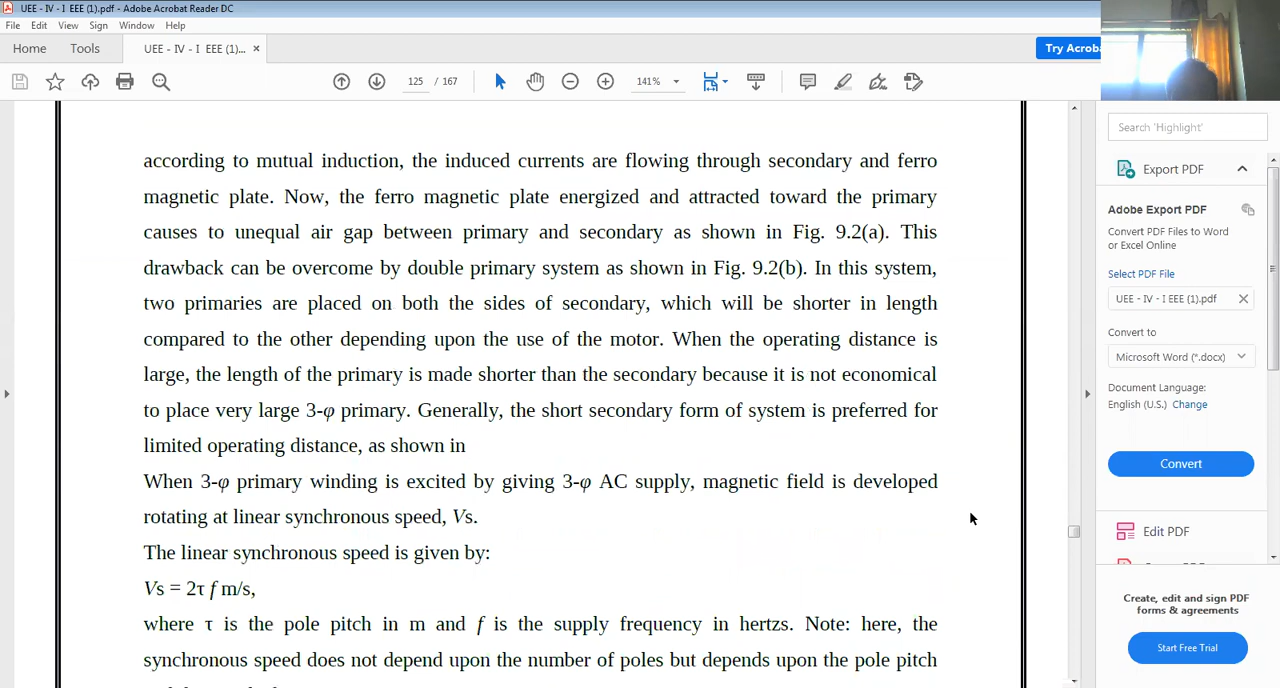 UEE - IV - I EEE (1).pdf - Adobe Acrobat Reader DC
File Edit View Sign Window Help
Home Tools UEE - IV - I EEE (1)... × Try Acroba
125 / 167 141%
Search 'Highlight'
according to mutual induction, the induced currents are flowing through secondary and ferro
magnetic plate. Now, the ferro magnetic plate energized and attracted toward the primary
causes to unequal air gap between primary and secondary as shown in Fig. 9.2(a). This
drawback can be overcome by double primary system as shown in Fig. 9.2(b). In this system,
two primaries are placed on both the sides of secondary, which will be shorter in length
compared to the other depending upon the use of the motor. When the operating distance is
large, the length of the primary is made shorter than the secondary because it is not economical
to place very large 3-φ primary. Generally, the short secondary form of system is preferred for
limited operating distance, as shown in
When 3-φ primary winding is excited by giving 3-φ AC supply, magnetic field is developed
rotating at linear synchronous speed, Vs.
The linear synchronous speed is given by:
Vs = 2τ f m/s,
where τ is the pole pitch in m and f is the supply frequency in hertzs. Note: here, the
synchronous speed does not depend upon the number of poles but depends upon the pole pitch
Export PDF
Adobe Export PDF
Convert PDF Files to Word
or Excel Online
Select PDF File
UEE - IV - I EEE (1).pdf
Convert to
Microsoft Word (*.docx)
Document Language:
English (U.S.) Change
Convert
Edit PDF
Create, edit and sign PDF
forms & agreements
Start Free Trial